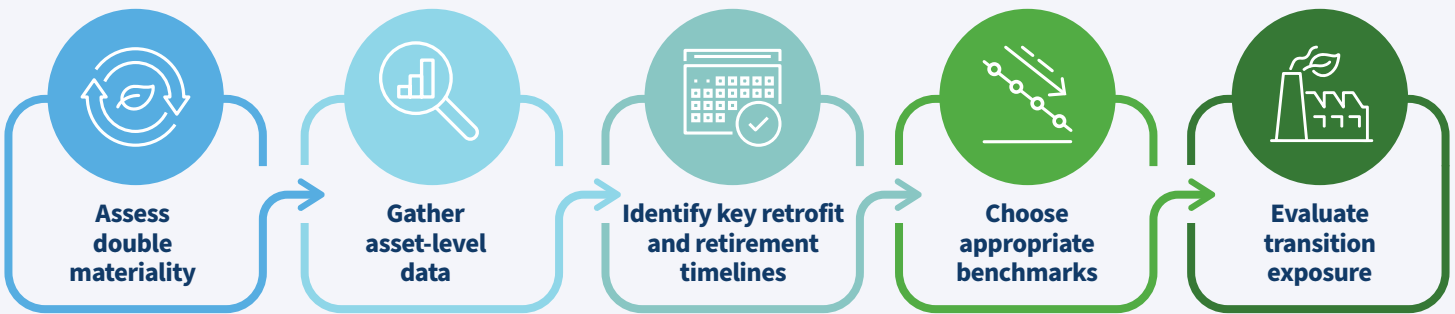 Assess
double
materiality
Gather
asset-level
data
Identify key retrofit
and retirement
timelines
Choose
appropriate
benchmarks
Evaluate
transition
exposure